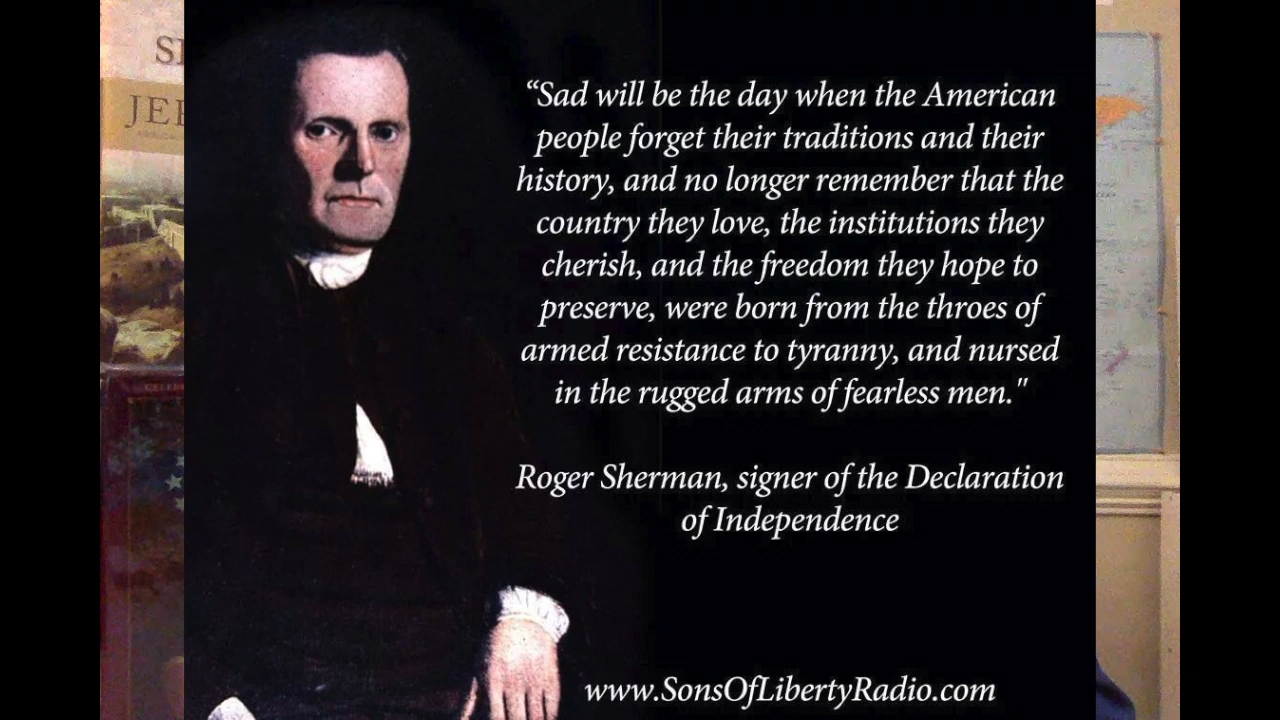 “Sad will be the day when the American
people forget their traditions and their
history, and no longer remember that the
country they love, the institutions they
cherish, and the freedom they hope to
preserve, were born from the throes of
armed resistance to tyranny, and nursed
in the rugged arms of fearless men."
Roger Sherman, signer of the Declaration
of Independence
www.SonsOfLibertyRadio.com